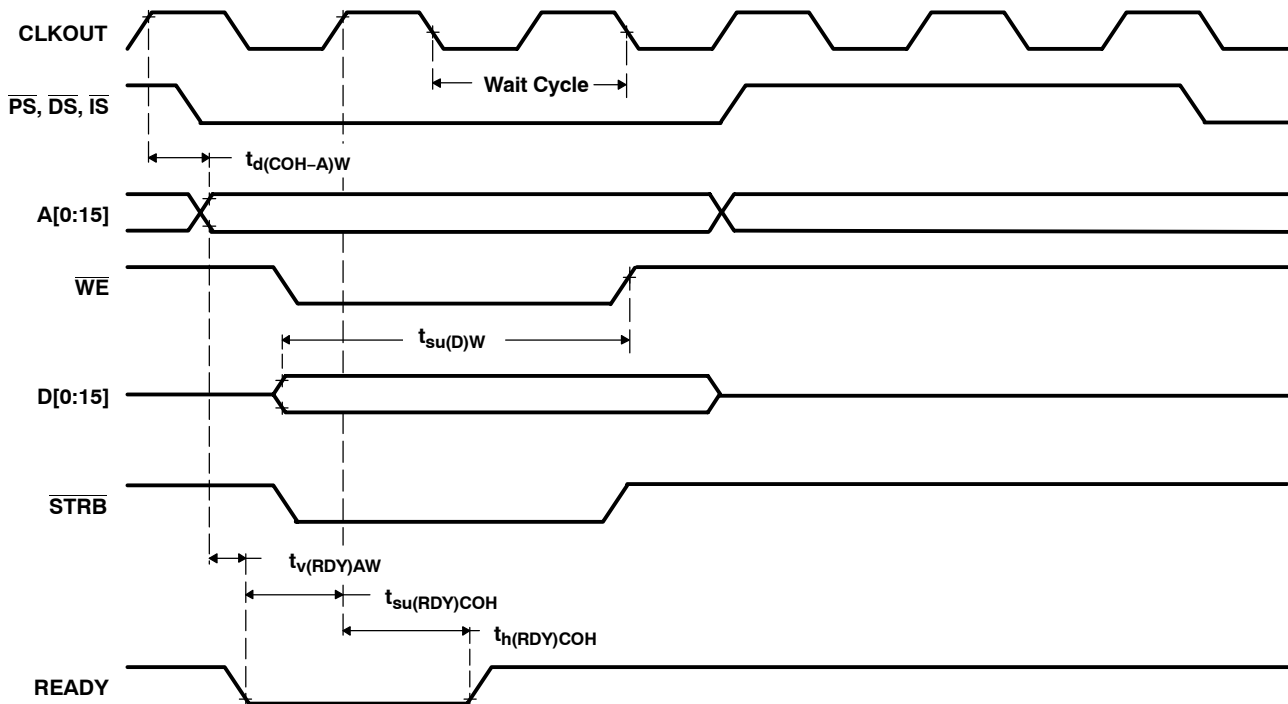 CLKOUT
Wait Cycle
PS, DS, IS
td(COH–A)W
A[0:15]
WE
tsu(D)W
D[0:15]
STRB
tv(RDY)AW
tsu(RDY)COH
th(RDY)COH
READY